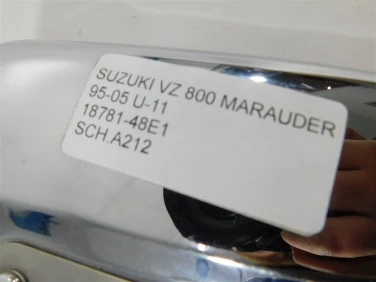 SUZUKI VZ 800 MARAUDER
95-05 U-11
18781-48E1
SCH.A212